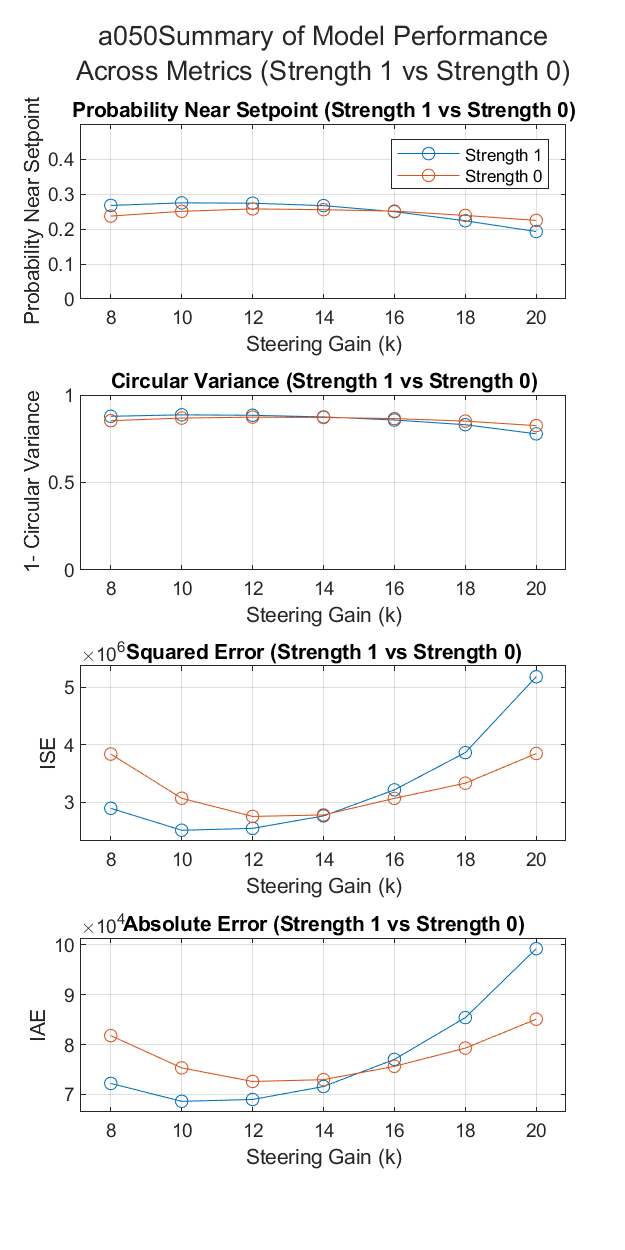 a050Summary of Model Performance
Across Metrics (Strength 1 vs Strength 0)
Probability Near Setpoint (Strength 1 vs Strength 0)
Probability Near Setpoint
0.4
0.3
0.2
0.1
0
Strength 1
Strength 0
8 10 12 14 16 18 20
Steering Gain (k)
Circular Variance (Strength 1 vs Strength 0)
1- Circular Variance
1
0.5
0
8 10 12 14 16 18 20
Steering Gain (k)
×10⁶
Squared Error (Strength 1 vs Strength 0)
ISE
5
4
3
8 10 12 14 16 18 20
Steering Gain (k)
×10⁴
Absolute Error (Strength 1 vs Strength 0)
IAE
10
9
8
7
8 10 12 14 16 18 20
Steering Gain (k)